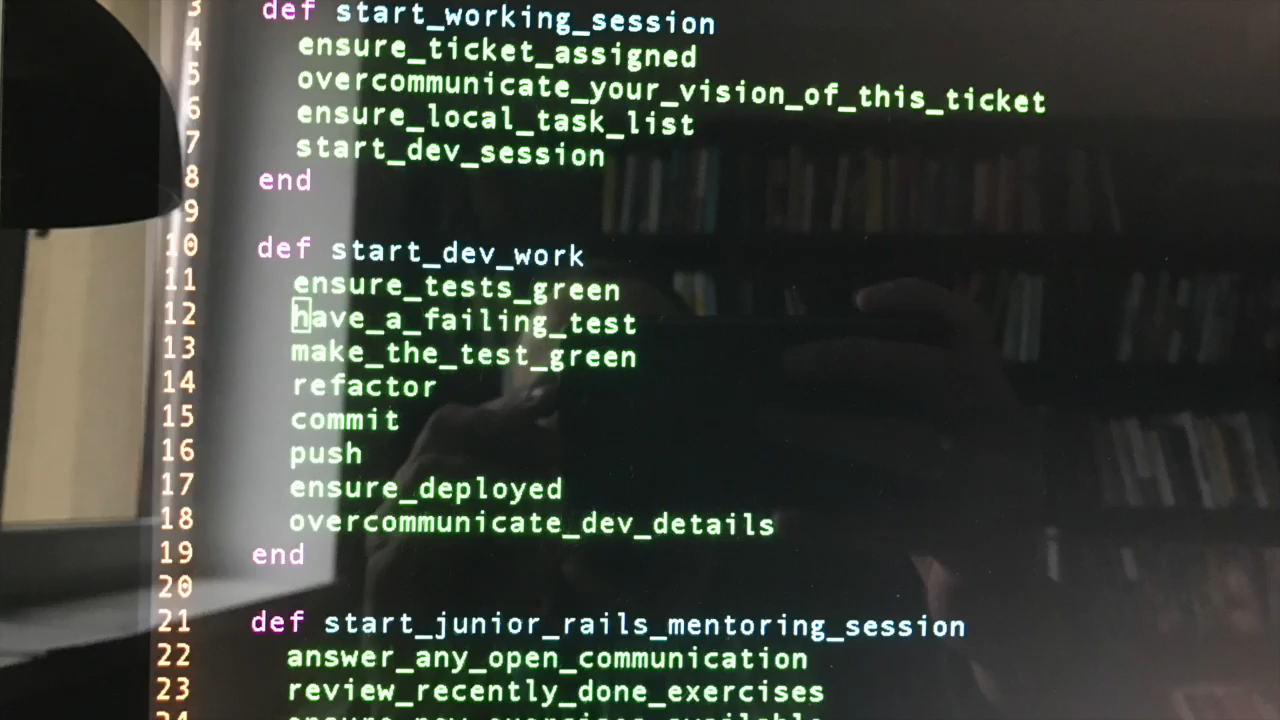 3 def start_working_session
4 ensure_ticket_assigned
5 overcommunicate_your_vision_of_this_ticket
6 ensure_local_task_list
7 start_dev_session
8 end
9
10 def start_dev_work
11 ensure_tests_green
12 have_a_failing_test
13 make_the_test_green
14 refactor
15 commit
16 push
17 ensure_deployed
18 overcommunicate_dev_details
19 end
20
21 def start_junior_rails_mentoring_session
22 answer_any_open_communication
23 review_recently_done_exercises
24 ensure_new_exercises_available